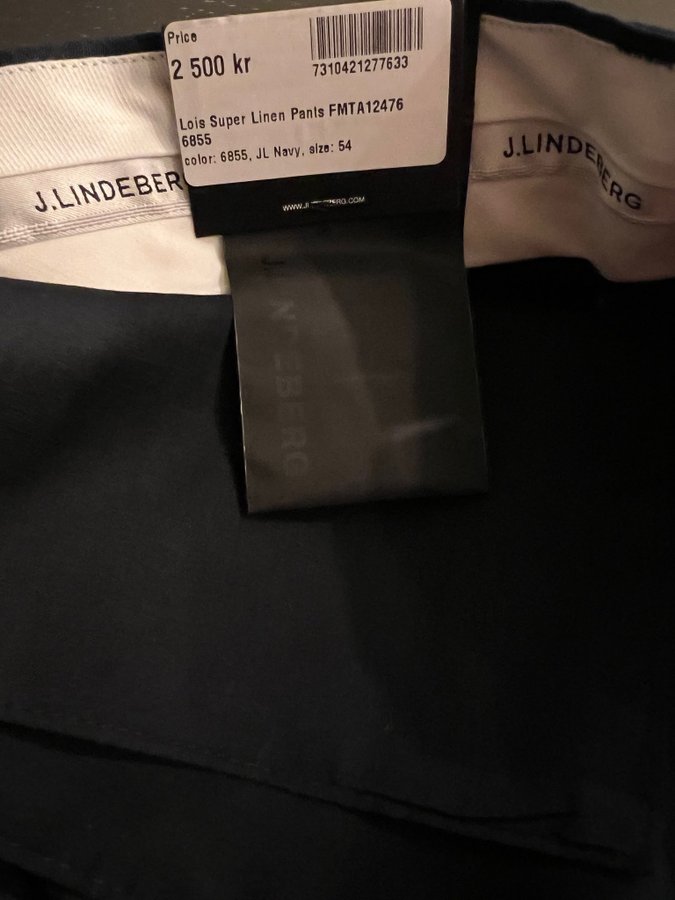 Price
2 500 kr
7310421277633
Lois Super Linen Pants FMTA12476
6855
color: 6855, JL Navy, size: 54
J.LINDEBERG
J.LINDEBERG